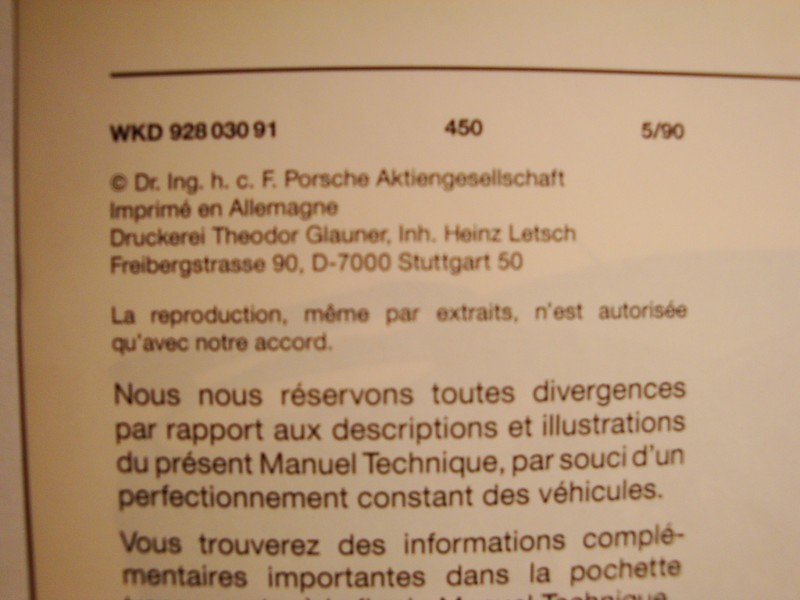 WKD 928 030 91 450 5/90
© Dr. Ing. h. c. F. Porsche Aktiengesellschaft
Imprimé en Allemagne
Druckerei Theodor Glauner, Inh. Heinz Letsch
Freibergstrasse 90, D-7000 Stuttgart 50
La reproduction, même par extraits, n'est autorisée
qu'avec notre accord.
Nous nous réservons toutes divergences
par rapport aux descriptions et illustrations
du présent Manuel Technique, par souci d'un
perfectionnement constant des véhicules.
Vous trouverez des informations complé-
mentaires importantes dans la pochette
Manuel Technique.